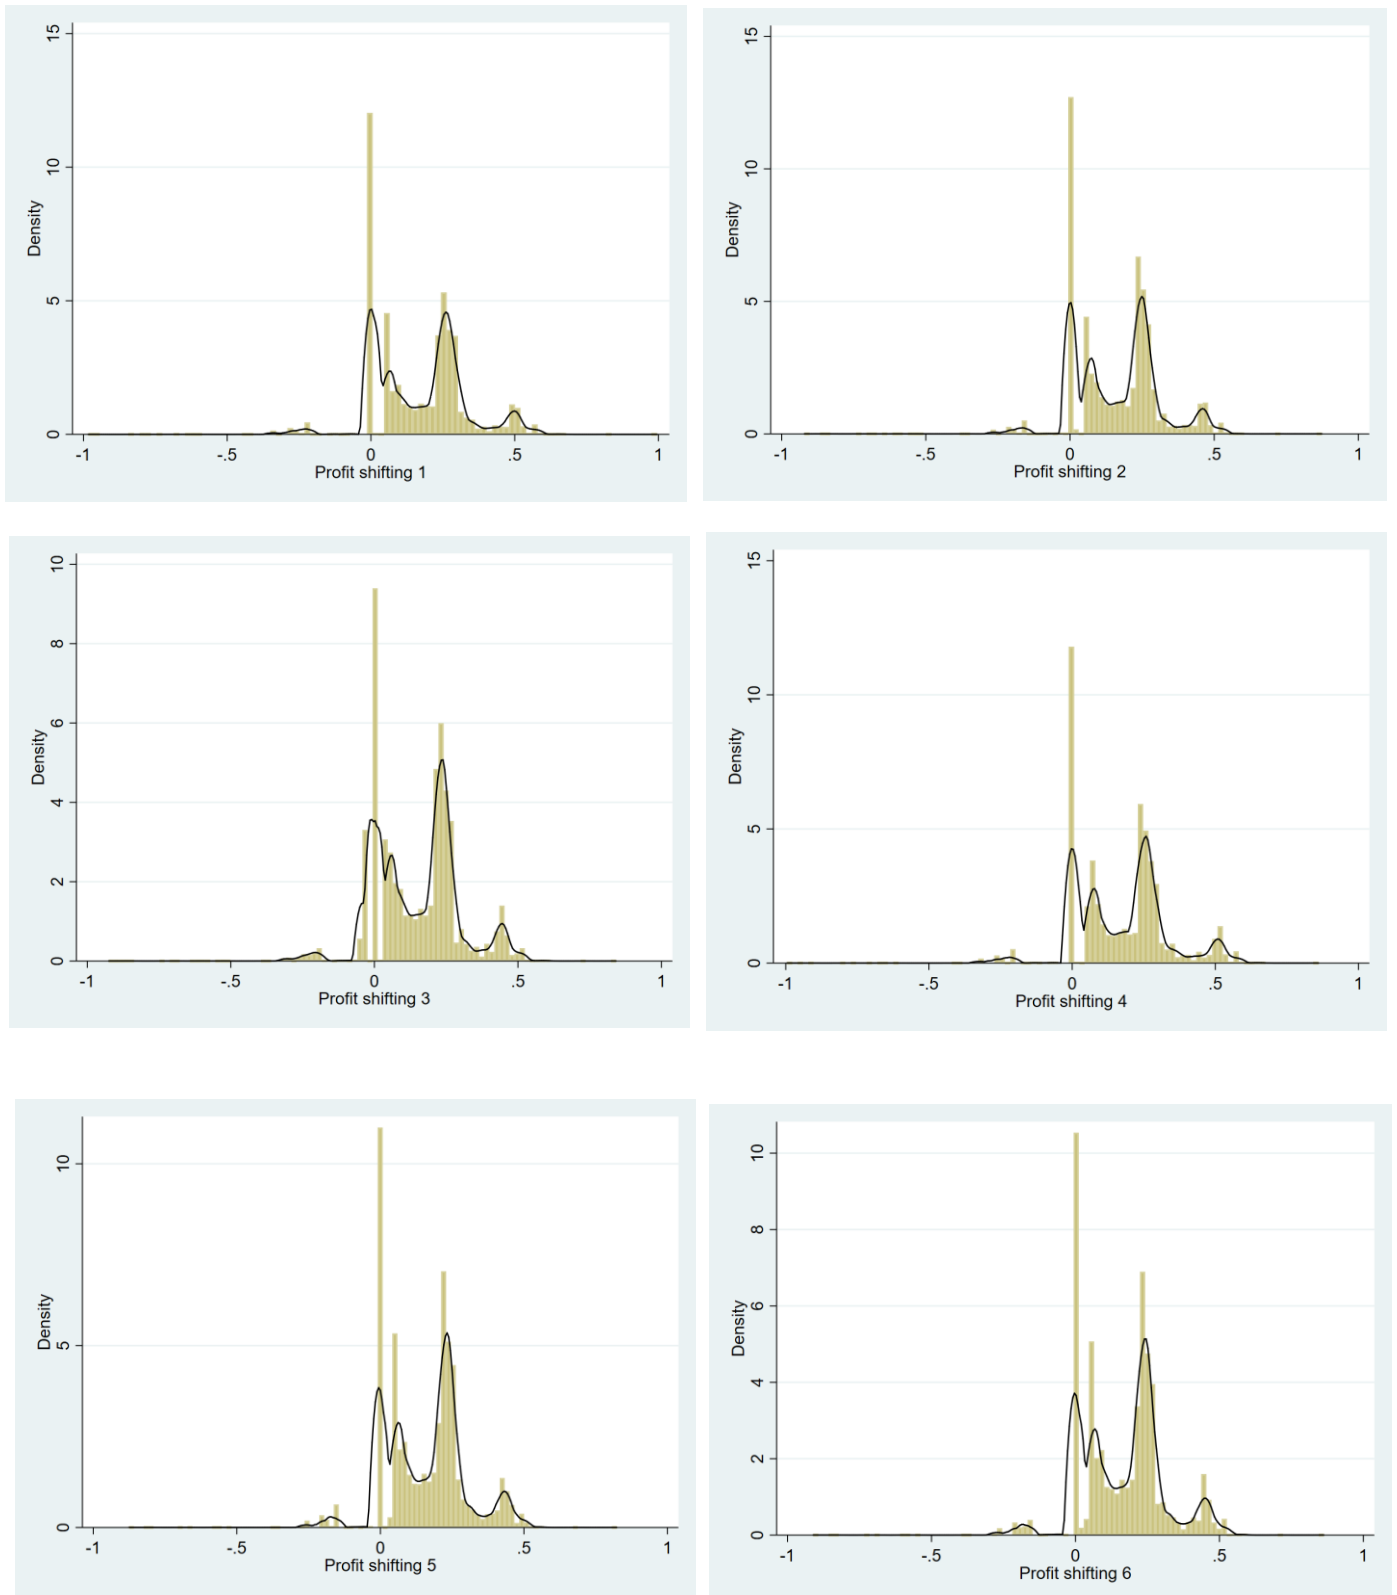 15
10
5
0
Density
-1 -.5 0 .5 1
Profit shifting 1
15
10
5
0
Density
-1 -.5 0 .5 1
Profit shifting 2
10
8
6
4
2
0
Density
-1 -.5 0 .5 1
Profit shifting 3
15
10
5
0
Density
-1 -.5 0 .5 1
Profit shifting 4
10
5
0
Density
-1 -.5 0 .5 1
Profit shifting 5
10
8
6
4
2
0
Density
-1 -.5 0 .5 1
Profit shifting 6